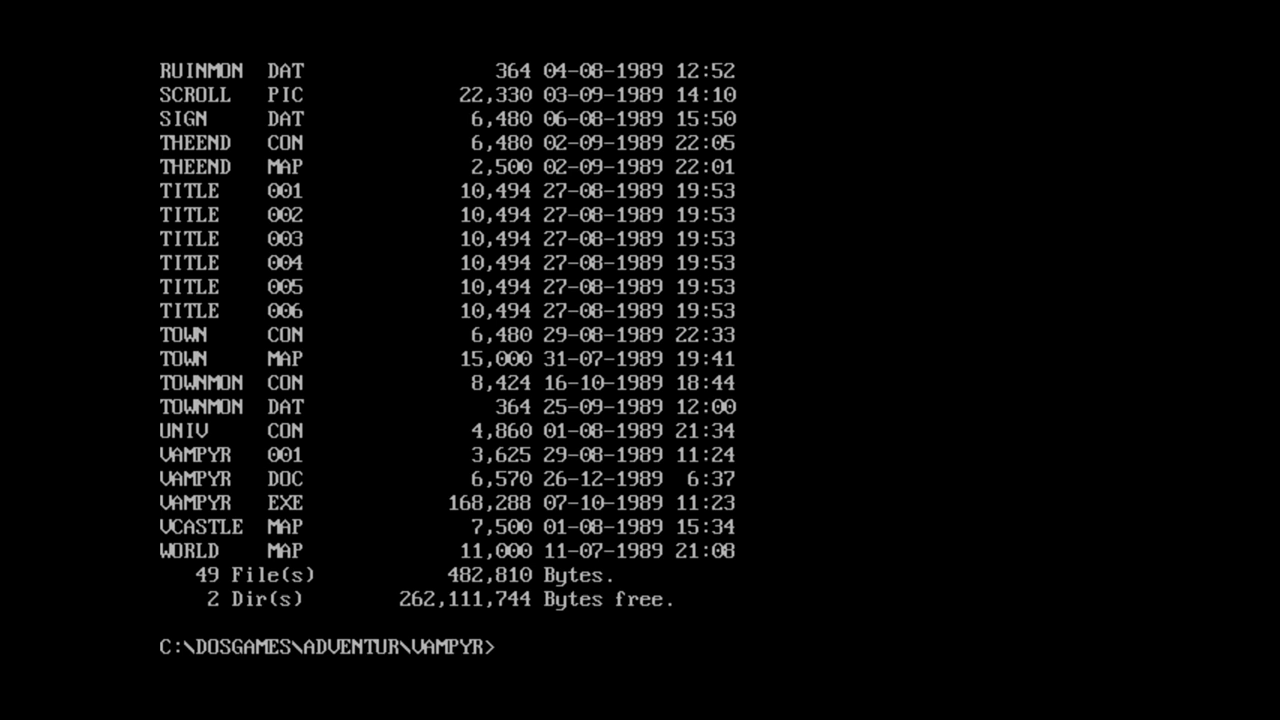 RUINMON  DAT                364 04-08-1989 12:52
SCROLL   PIC             22,330 03-09-1989 14:10
SIGN     DAT              6,480 06-08-1989 15:50
THEEND   CON              6,480 02-09-1989 22:05
THEEND   MAP              2,500 02-09-1989 22:01
TITLE    001             10,494 27-08-1989 19:53
TITLE    002             10,494 27-08-1989 19:53
TITLE    003             10,494 27-08-1989 19:53
TITLE    004             10,494 27-08-1989 19:53
TITLE    005             10,494 27-08-1989 19:53
TITLE    006             10,494 27-08-1989 19:53
TOWN     CON              6,480 29-08-1989 22:33
TOWN     MAP             15,000 31-07-1989 19:41
TOWNMON  CON              8,424 16-10-1989 18:44
TOWNMON  DAT                364 25-09-1989 12:00
UNIV     CON              4,860 01-08-1989 21:34
VAMPYR   001              3,625 29-08-1989 11:24
VAMPYR   DOC              6,570 26-12-1989  6:37
VAMPYR   EXE            168,288 07-10-1989 11:23
VCASTLE  MAP              7,500 01-08-1989 15:34
WORLD    MAP             11,000 11-07-1989 21:08
   49 File(s)           482,810 Bytes.
    2 Dir(s)        262,111,744 Bytes free.
C:\DOSGAMES\ADVENTUR\VAMPYR>